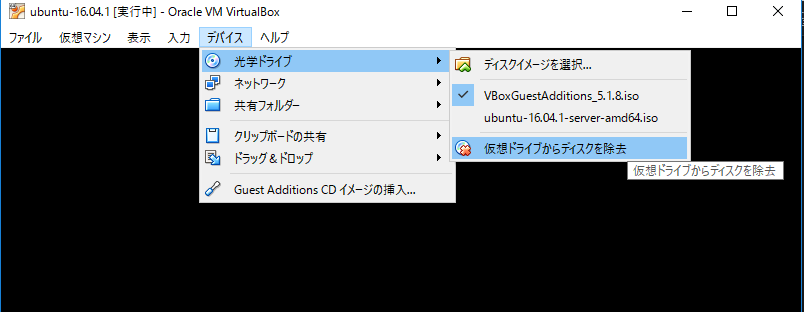 ubuntu-16.04.1 [実行中] - Oracle VM VirtualBox
ファイル 仮想マシン 表示 入力 デバイス ヘルプ
光学ドライブ
ネットワーク
共有フォルダー
クリップボードの共有
ドラッグ＆ドロップ
Guest Additions CD イメージの挿入...
ディスクイメージを選択...
VBoxGuestAdditions_5.1.8.iso
ubuntu-16.04.1-server-amd64.iso
仮想ドライブからディスクを除去
仮想ドライブからディスクを除去